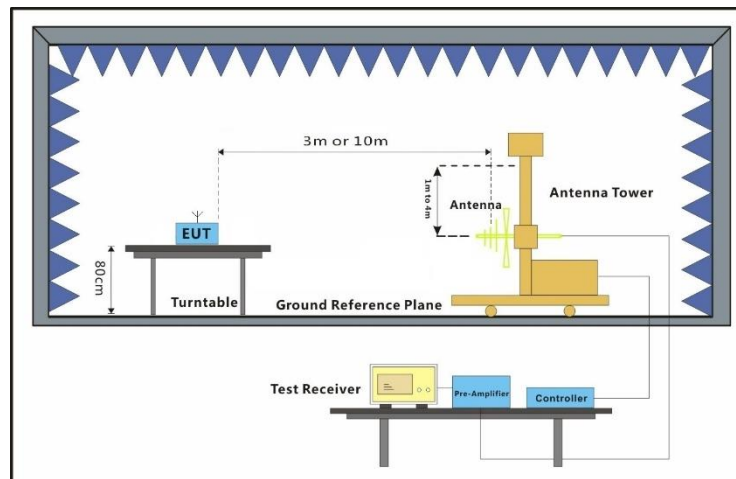 3m or 10m
1m to 4m
Antenna
Antenna Tower
EUT
80cm
Turntable
Ground Reference Plane
Test Receiver
Pre-Amplifier
Controller